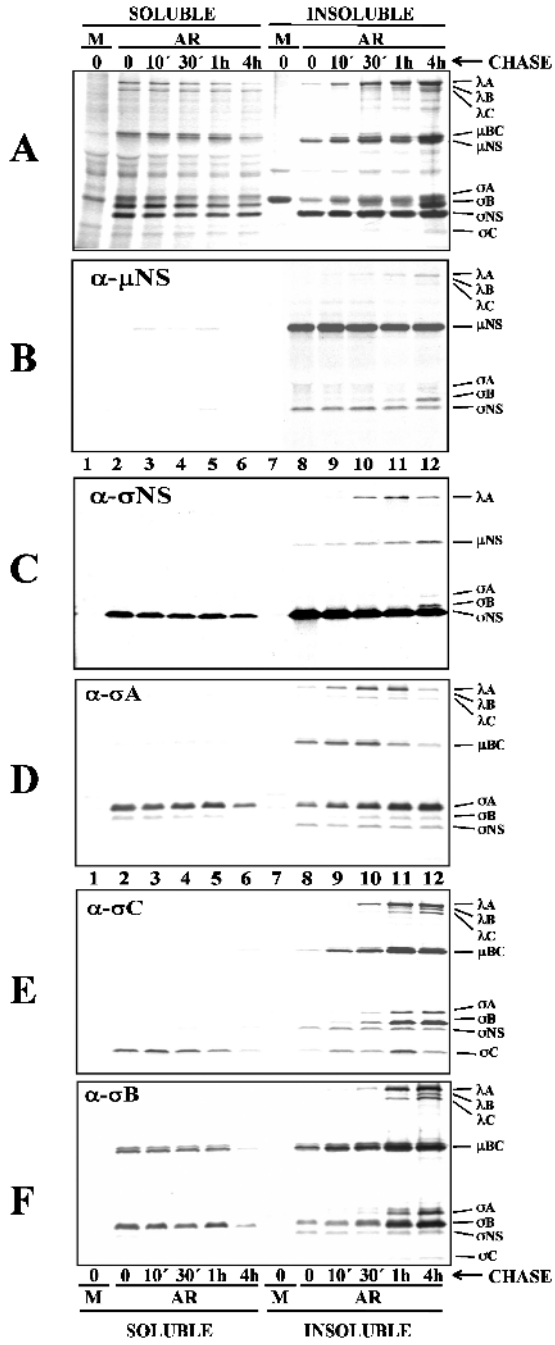 SOLUBLE INSOLUBLE
M AR M AR
0 0 10´ 30´ 1h 4h 0 0 10´ 30´ 1h 4h ← CHASE
A
λA
λB
λC
μBC
μNS
σA
σB
σNS
σC
B
α-μNS
λA
λB
λC
μNS
σA
σB
σNS
1 2 3 4 5 6 7 8 9 10 11 12
C
α-σNS
λA
μNS
σA
σB
σNS
D
α-σA
λA
λB
λC
μBC
σA
σB
σNS
1 2 3 4 5 6 7 8 9 10 11 12
E
α-σC
λA
λB
λC
μBC
σA
σB
σNS
σC
F
α-σB
λA
λB
λC
μBC
σA
σB
σNS
σC
0 0 10´ 30´ 1h 4h 0 0 10´ 30´ 1h 4h ← CHASE
M AR M AR
SOLUBLE INSOLUBLE